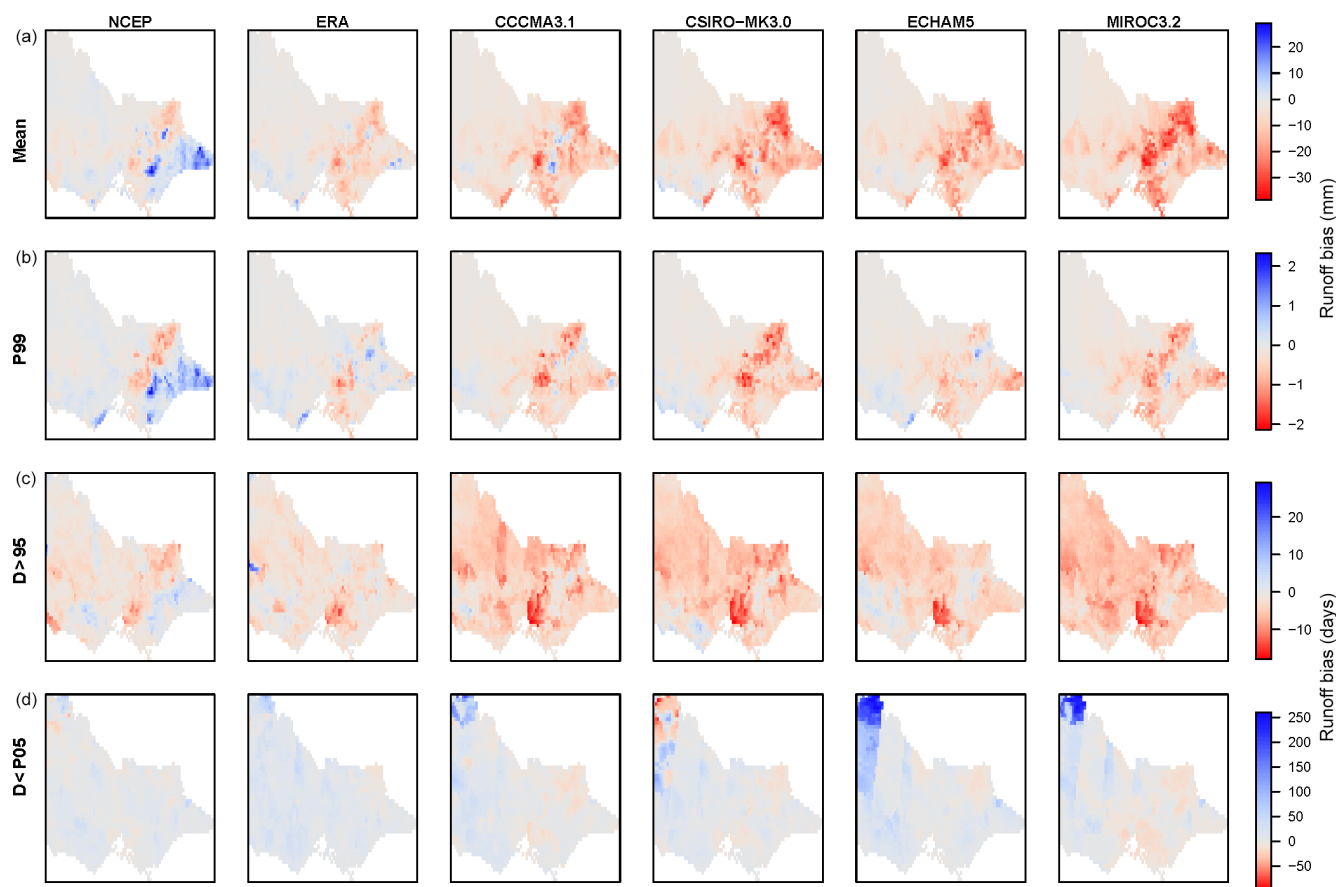 NCEP ERA CCCMA3.1 CSIRO−MK3.0 ECHAM5 MIROC3.2
(a)
Mean
20
10
0
−10
−20
−30
Runoff bias (mm)
(b)
P99
2
1
0
−1
−2
(c)
D>95
20
10
0
−10
Runoff bias (days)
(d)
D< P05
250
200
150
100
50
0
−50